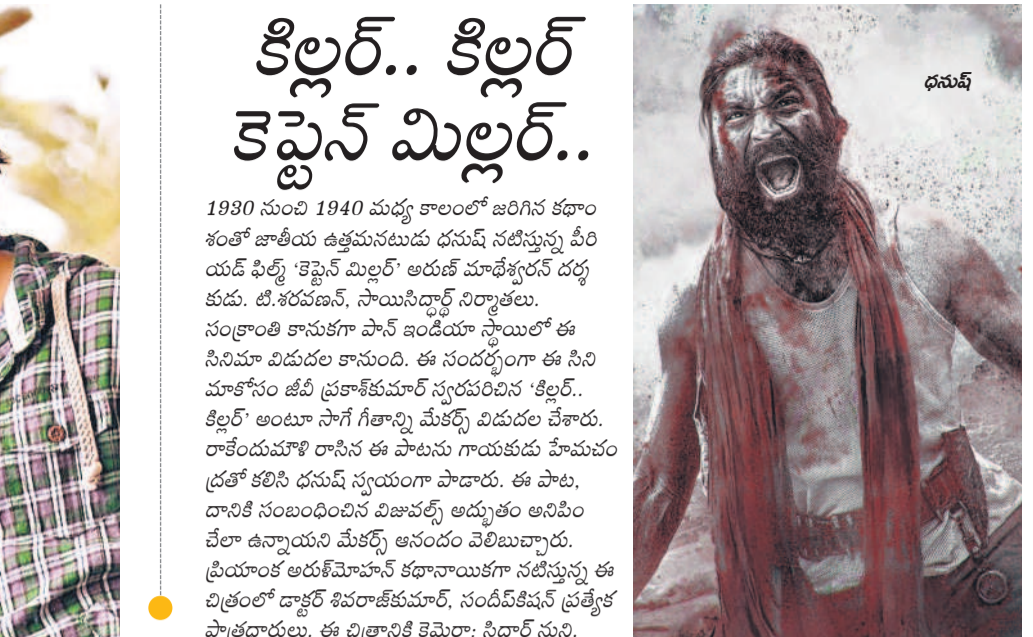 కిల్లర్.. కిల్లర్
కెప్టెన్ మిల్లర్..
ధనుష్
1930 నుంచి 1940 మధ్య కాలంలో జరిగిన కథాం
శంతో జాతీయ ఉత్తమనటుడు ధనుష్ నటిస్తున్న పీరి
యడ్ ఫిల్మ్ ‘కెప్టెన్ మిల్లర్’ అరుణ్ మాథేశ్వరన్ దర్శ
కుడు. టి.శరవణన్, సాయిసిద్ధార్థ్ నిర్మాతలు.
సంక్రాంతి కానుకగా పాన్ ఇండియా స్థాయిలో ఈ
సినిమా విడుదల కానుంది. ఈ సందర్భంగా ఈ సిని
మాకోసం జీవీ ప్రకాశ్‌కుమార్ స్వరపరిచిన ‘కిల్లర్..
కిల్లర్’ అంటూ సాగే గీతాన్ని మేకర్స్ విడుదల చేశారు.
రాకేందుమౌళి రాసిన ఈ పాటను గాయకుడు హేమచం
ద్రతో కలిసి ధనుష్ స్వయంగా పాడారు. ఈ పాట,
దానికి సంబంధించిన విజువల్స్ అద్భుతం అనిపిం
చేలా ఉన్నాయని మేకర్స్ ఆనందం వెలిబుచ్చారు.
ప్రియాంక అరుళ్‌మోహన్ కథానాయికగా నటిస్తున్న ఈ
చిత్రంలో డాక్టర్ శివరాజ్‌కుమార్, సందీప్‌కిషన్ ప్రత్యేక
పాత్రదారులు. ఈ చిత్రానికి కెమెరా: